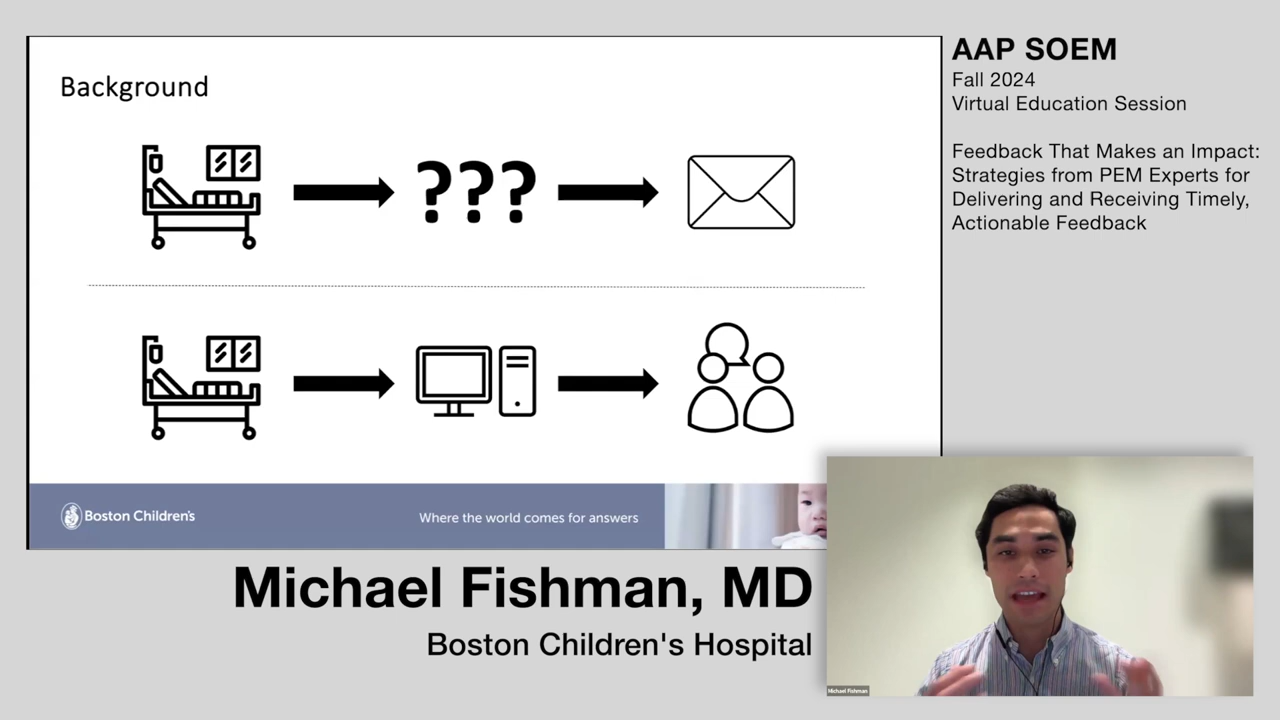 Background
???
Boston Children's
Where the world comes for answers
AAP SOEM
Fall 2024
Virtual Education Session
Feedback That Makes an Impact:
Strategies from PEM Experts for
Delivering and Receiving Timely,
Actionable Feedback
Michael Fishman, MD
Boston Children's Hospital
Michael Fishman